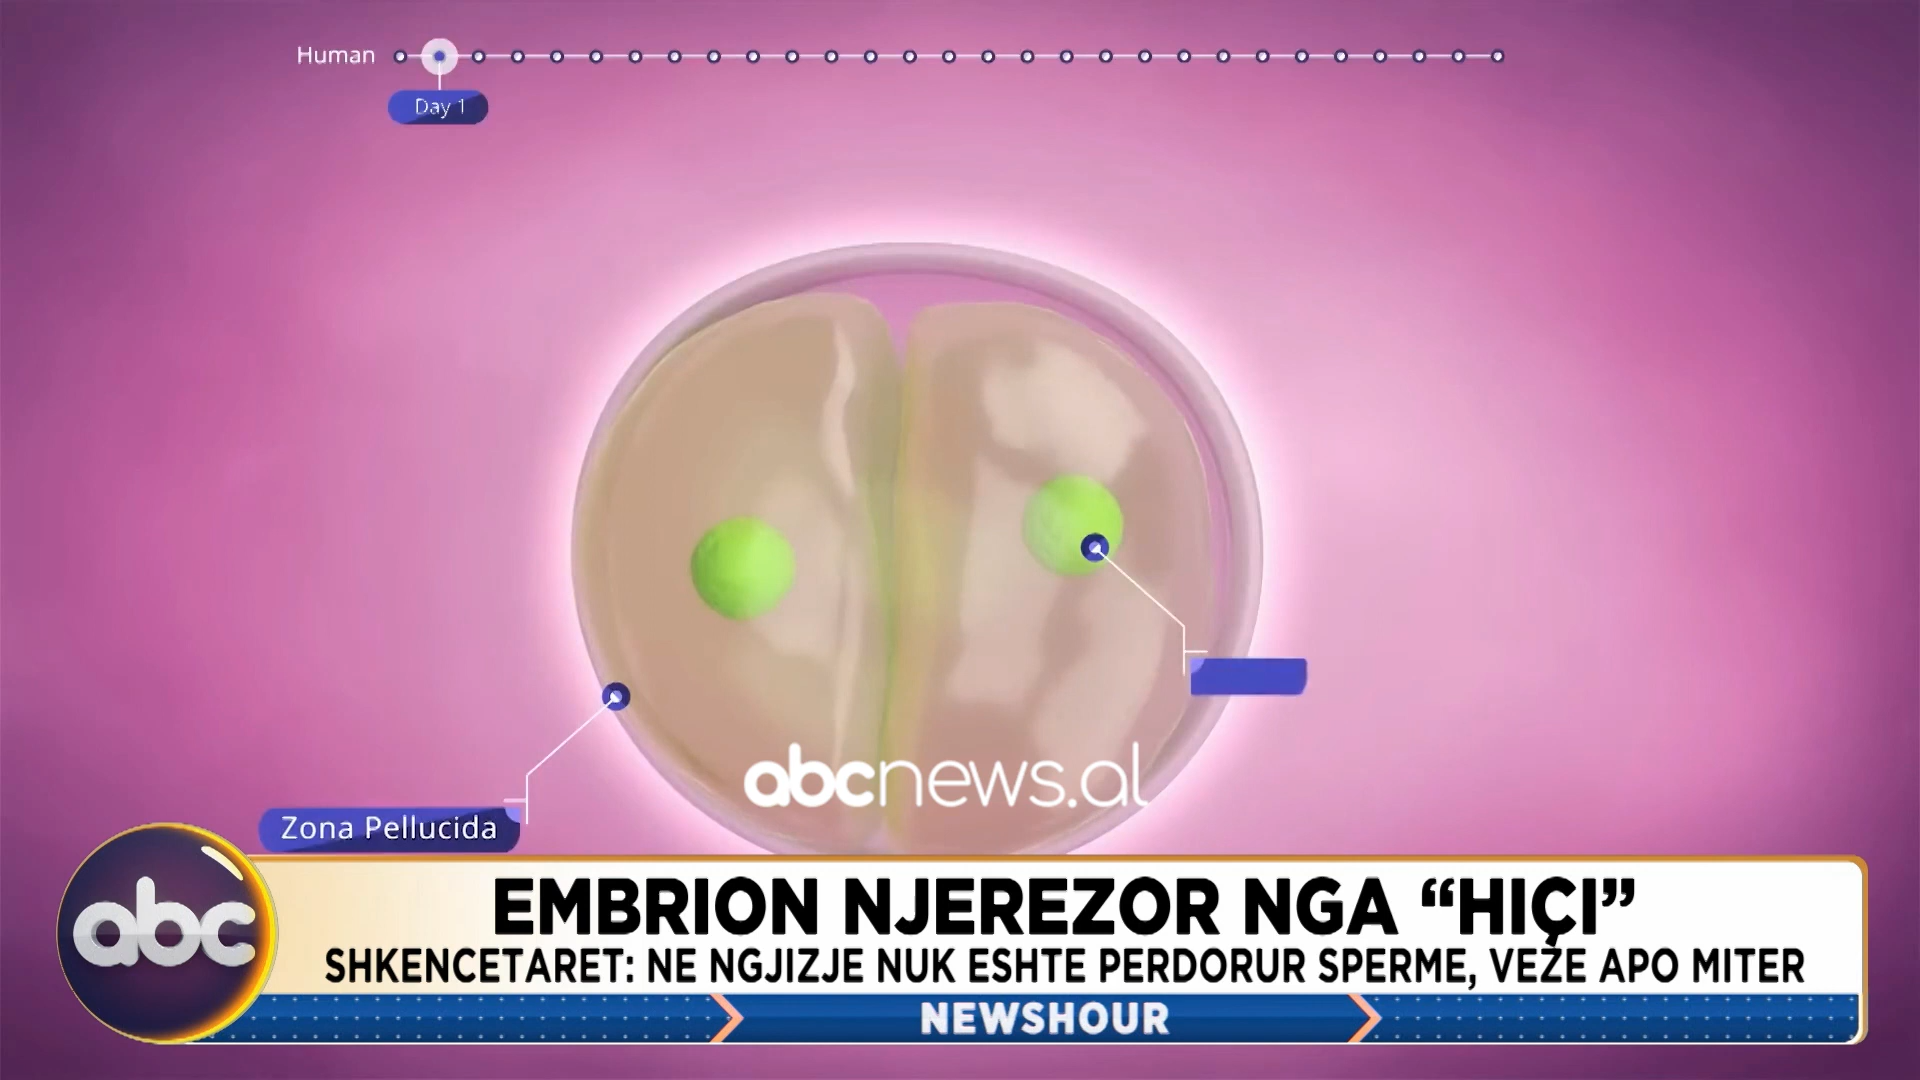 Human
Day 1
abcnews.al
Zona Pellucida
abc
EMBRION NJEREZOR NGA “HIÇI”
SHKENCETARET: NE NGJIZJE NUK ESHTE PERDORUR SPERME, VEZE APO MITER
NEWSHOUR